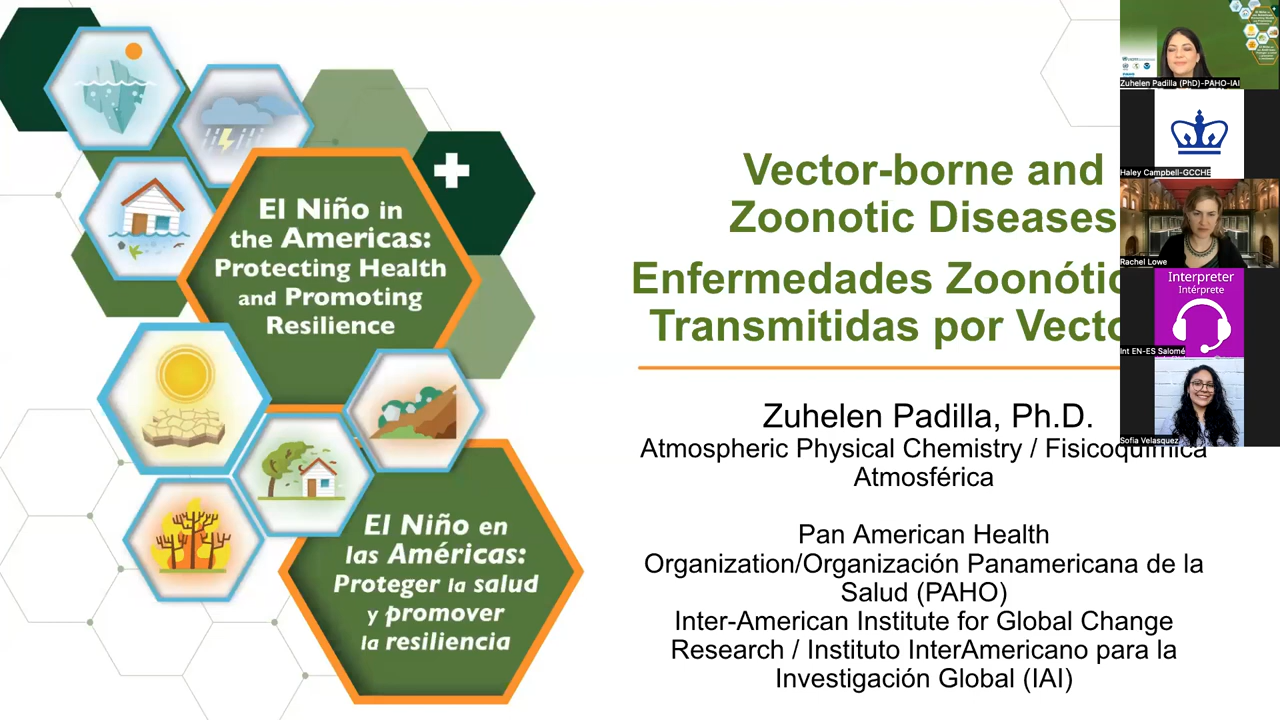 El Niño in
the Americas:
Protecting Health
and Promoting
Resilience
El Niño en
las Américas:
Proteger la salud
y promover
la resiliencia
Vector-borne and
Zoonotic Diseases
Enfermedades Zoonótic
Transmitidas por Vecto
Zuhelen Padilla, Ph.D.
Atmospheric Physical Chemistry / Fisicoquímica
Atmosférica
Pan American Health
Organization/Organización Panamericana de la
Salud (PAHO)
Inter-American Institute for Global Change
Research / Instituto InterAmericano para la
Investigación Global (IAI)
Zuhelen Padilla (PhD)-PAHO-IAI
Haley Campbell-GCCHE
Rachel Lowe
Interpreter
Intérprete
Int EN-ES Salomé
Sofia Velasquez